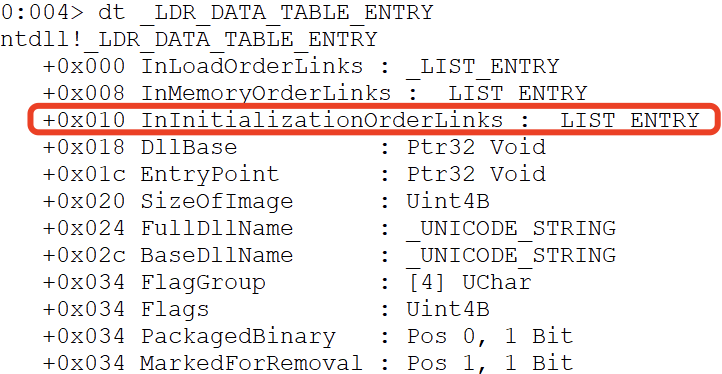 0:004> dt _LDR_DATA_TABLE_ENTRY
ntdll!_LDR_DATA_TABLE_ENTRY
+0x000 InLoadOrderLinks : _LIST_ENTRY
+0x008 InMemoryOrderLinks : _LIST_ENTRY
+0x010 InInitializationOrderLinks : _LIST_ENTRY
+0x018 DllBase : Ptr32 Void
+0x01c EntryPoint : Ptr32 Void
+0x020 SizeOfImage : Uint4B
+0x024 FullDllName : _UNICODE_STRING
+0x02c BaseDllName : _UNICODE_STRING
+0x034 FlagGroup : [4] UChar
+0x034 Flags : Uint4B
+0x034 PackagedBinary : Pos 0, 1 Bit
+0x034 MarkedForRemoval : Pos 1, 1 Bit